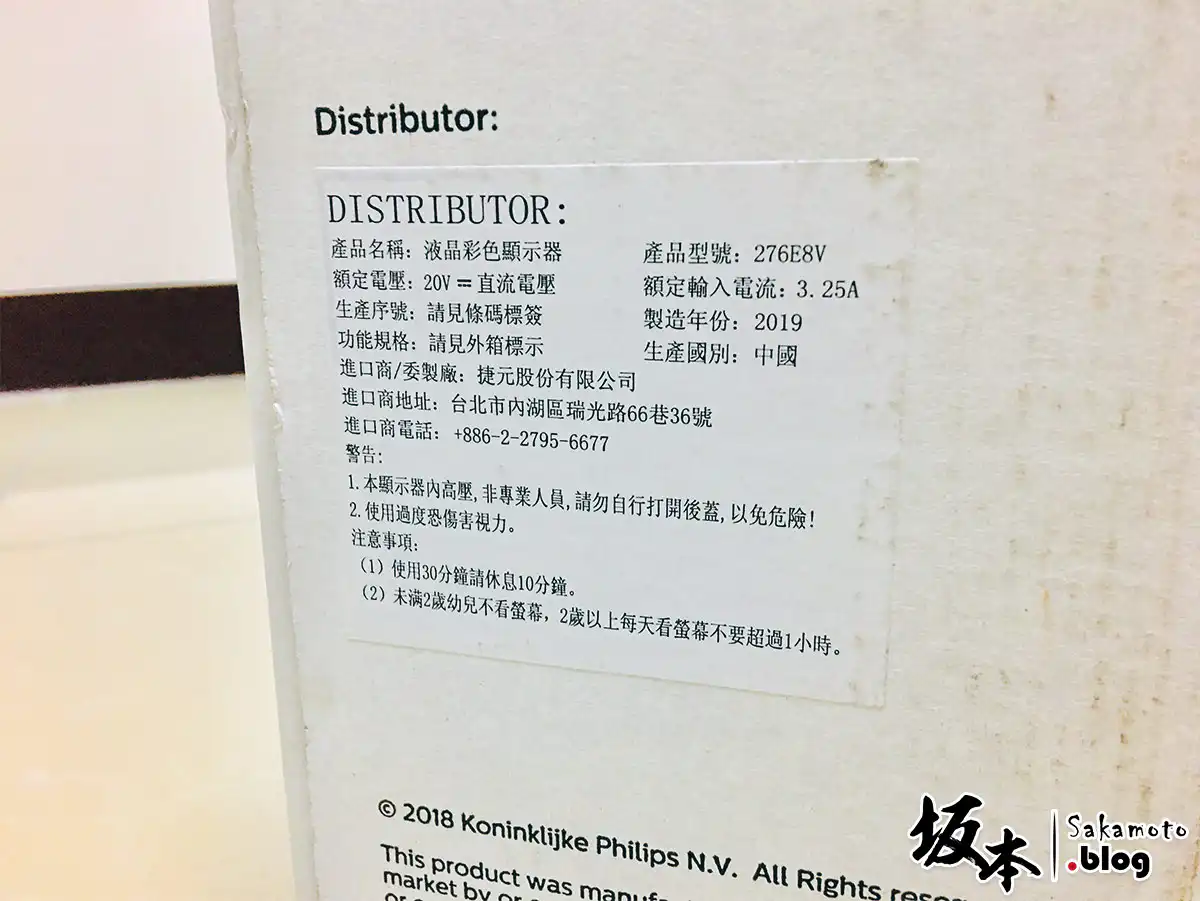 Distributor:
DISTRIBUTOR:
產品名稱: 液晶彩色顯示器 產品型號: 276E8V
額定電壓: 20V⎓直流電壓 額定輸入電流: 3.25A
生產序號: 請見條碼標簽 製造年份: 2019
功能規格: 請見外箱標示 生產國別: 中國
進口商/委製廠: 捷元股份有限公司
進口商地址: 台北市內湖區瑞光路66巷36號
進口商電話: +886-2-2795-6677
警告:
1.本顯示器內高壓,非專業人員,請勿自行打開後蓋,以免危險!
2.使用過度恐傷害視力。
注意事項:
(1) 使用30分鐘請休息10分鐘。
(2) 未满2歲幼兒不看螢幕, 2歲以上每天看螢幕不要超過1小時。
© 2018 Koninklijke Philips N.V. All Rights
This product was
market by or
坂本 Sakamoto
.blog